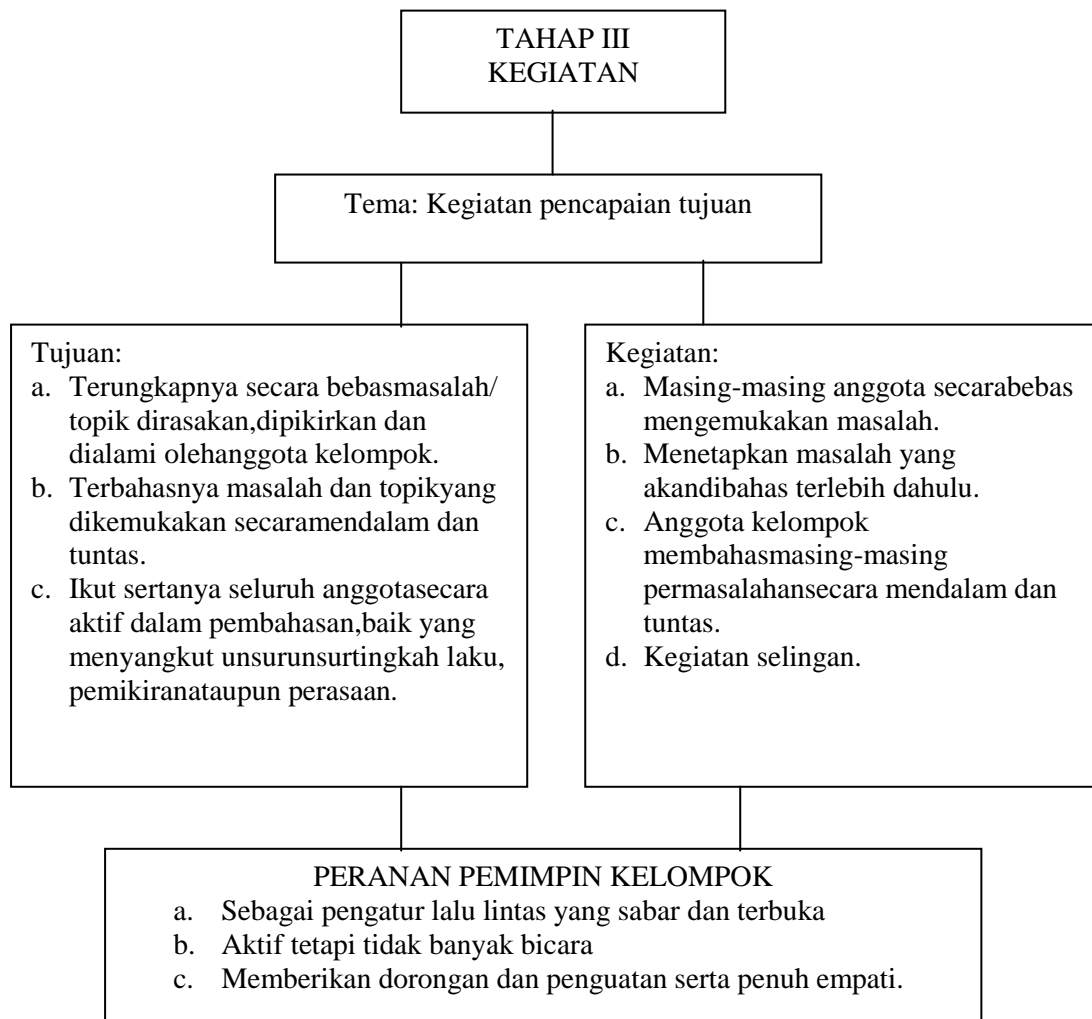 TAHAP III
KEGIATAN
Tema: Kegiatan pencapaian tujuan
Tujuan:
a. Terungkapnya secara bebasmasalah/
topik dirasakan,dipikirkan dan
dialami olehanggota kelompok.
b. Terbahasnya masalah dan topikyang
dikemukakan secaramendalam dan
tuntas.
c. Ikut sertanya seluruh anggotasecara
aktif dalam pembahasan,baik yang
menyangkut unsurunsurtingkah laku,
pemikiranataupun perasaan.
Kegiatan:
a. Masing-masing anggota secarabebas
mengemukakan masalah.
b. Menetapkan masalah yang
akandibahas terlebih dahulu.
c. Anggota kelompok
membahasmasing-masing
permasalahansecara mendalam dan
tuntas.
d. Kegiatan selingan.
PERANAN PEMIMPIN KELOMPOK
a. Sebagai pengatur lalu lintas yang sabar dan terbuka
b. Aktif tetapi tidak banyak bicara
c. Memberikan dorongan dan penguatan serta penuh empati.